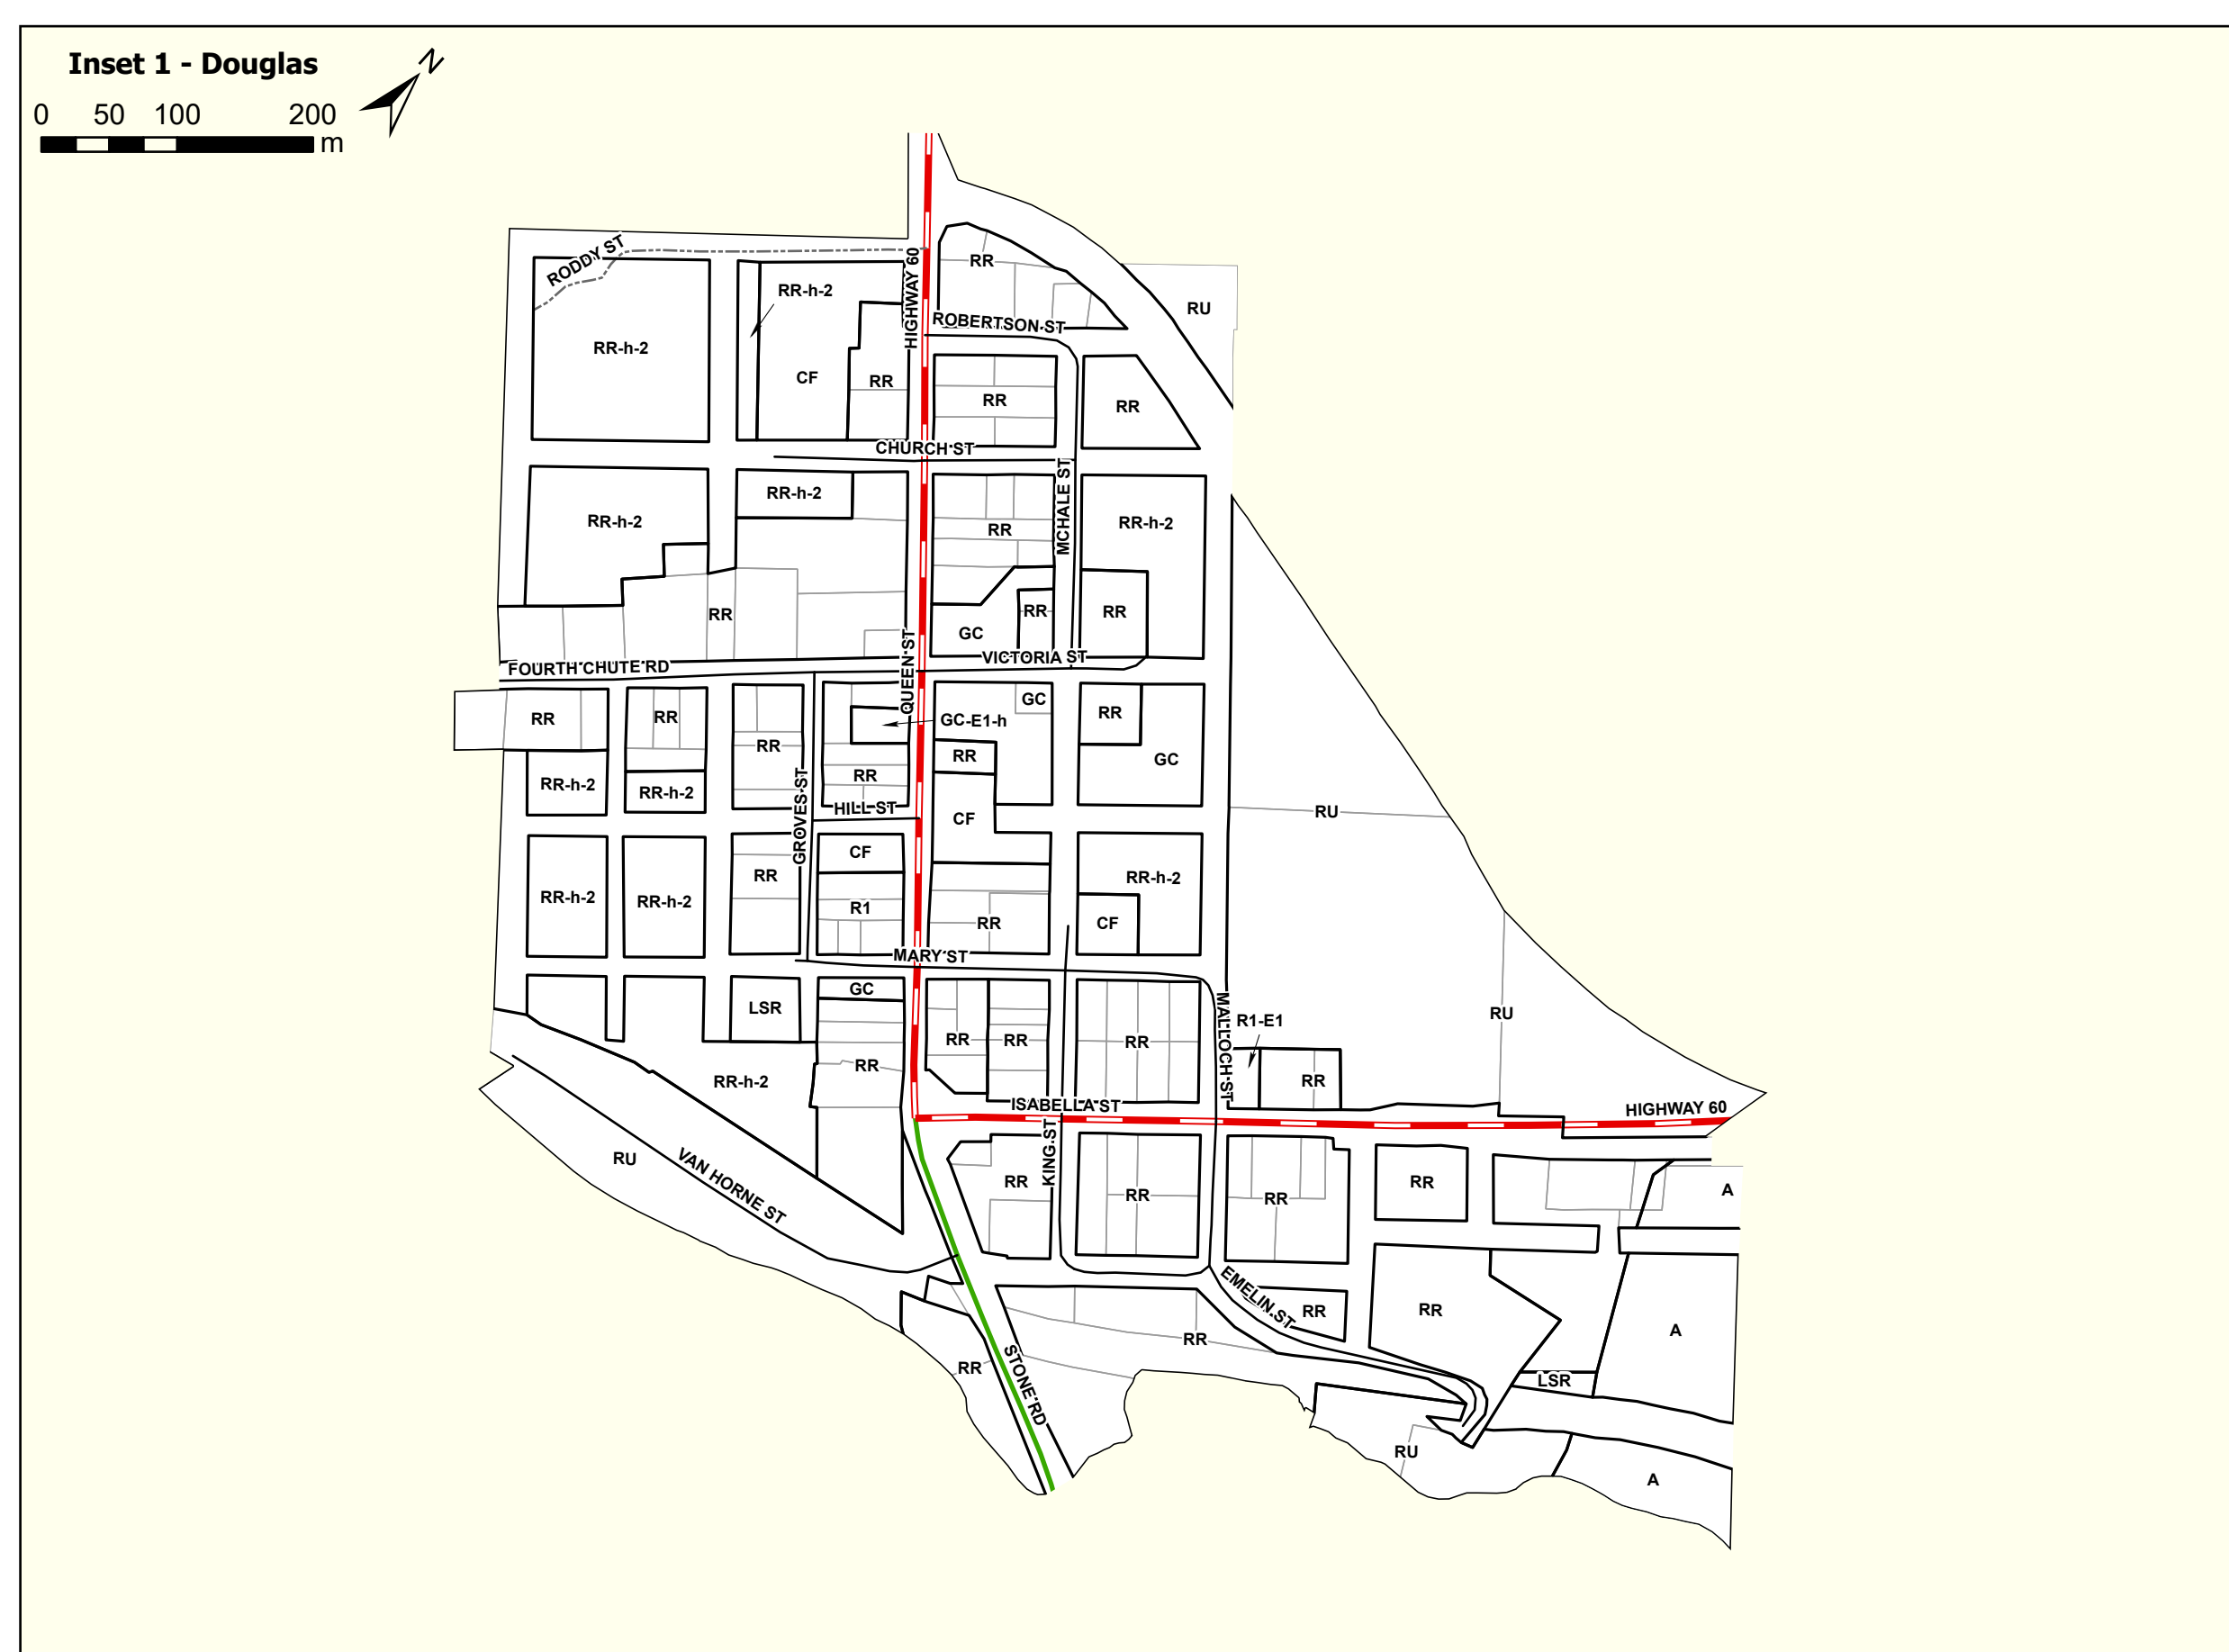 Inset 1 - Douglas
N
0 50 100 200
m
RODDY ST
HIGHWAY 60
RR
RR-h-2
RU
ROBERTSON ST
RR-h-2
CF
RR
RR
RR
CHURCH ST
MCHALE ST
RR-h-2
RR-h-2
RR
RR-h-2
RR
RR
RR
GC
QUEEN ST
VICTORIA ST
FOURTH CHUTE RD
RR
RR
RR
GC-E1-h
GC
RR
RR
GC
RR-h-2
RR-h-2
GROVES ST
RR
HILL ST
CF
RU
RR-h-2
RR-h-2
RR
CF
R1
RR
RR-h-2
CF
MARY ST
LSR
GC
RR
RR
RR
RR
MALLOCH ST
R1-E1
RR
RU
RR-h-2
ISABELLA ST
HIGHWAY 60
RU
VAN HORNE ST
KING ST
RR
RR
RR
RR
A
EMELIN ST
RR
RR
RR
A
STONE RD
RR
LSR
RU
A